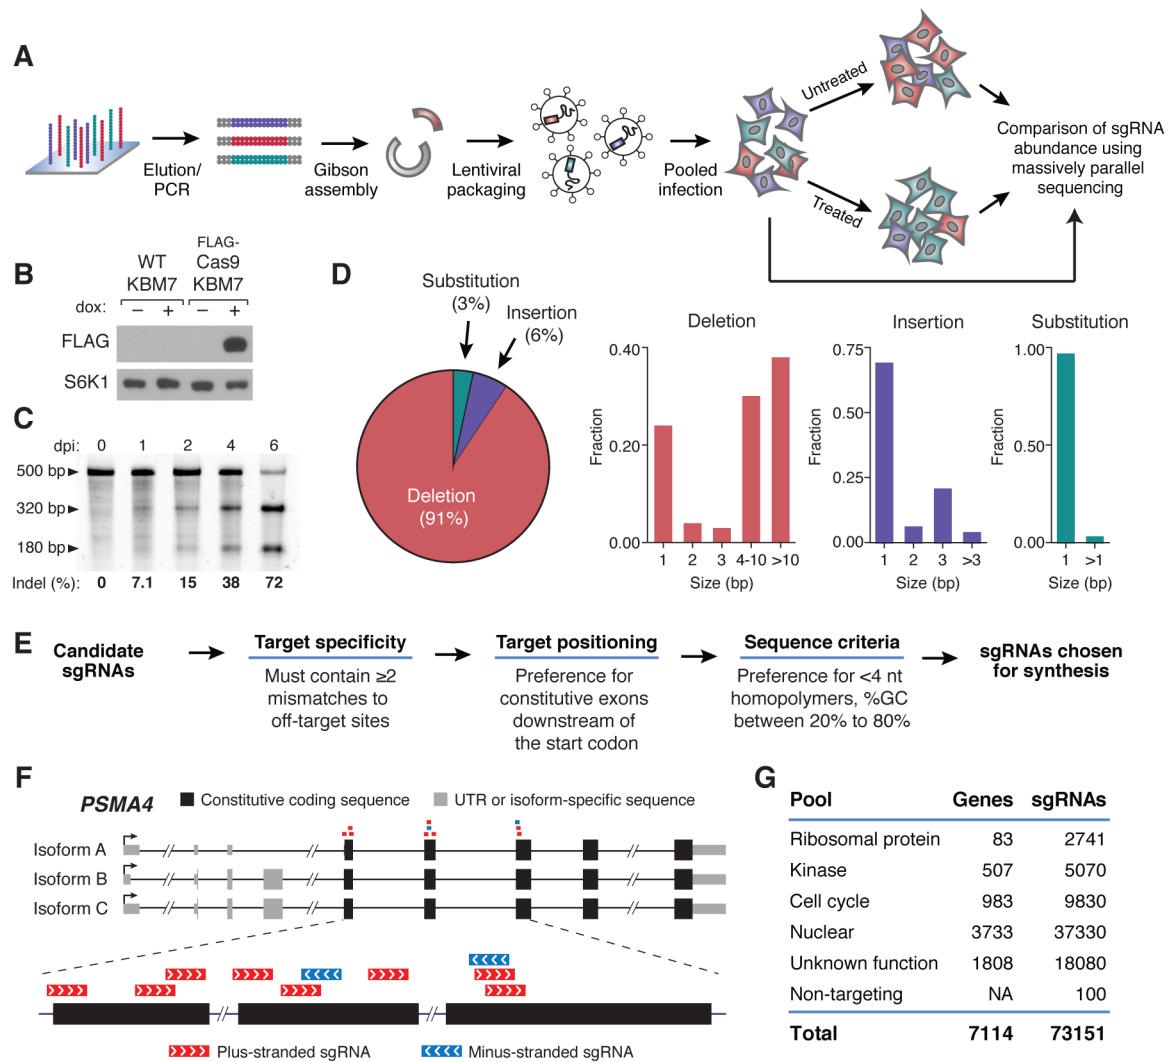 A
Elution/
PCR
Gibson
assembly
Lentiviral
packaging
Pooled
infection
Untreated
Treated
Comparison of sgRNA
abundance using
massively parallel
sequencing
B
WT
KBM7
FLAG-
Cas9
KBM7
dox: − + − +
FLAG
S6K1
C
dpi: 0 1 2 4 6
500 bp
320 bp
180 bp
Indel (%): 0 7.1 15 38 72
D
Substitution
(3%)
Insertion
(6%)
Deletion
(91%)
Deletion
Fraction
0.40
0.20
0.00
1 2 3 4-10 >10
Size (bp)
Insertion
Fraction
0.75
0.50
0.25
0.00
1 2 3 >3
Size (bp)
Substitution
Fraction
1.00
0.50
0.00
1 >1
Size (bp)
E
Candidate
sgRNAs
Target specificity
Must contain ≥2
mismatches to
off-target sites
Target positioning
Preference for
constitutive exons
downstream of
the start codon
Sequence criteria
Preference for <4 nt
homopolymers, %GC
between 20% to 80%
sgRNAs chosen
for synthesis
F
PSMA4
Constitutive coding sequence
UTR or isoform-specific sequence
Isoform A
Isoform B
Isoform C
Plus-stranded sgRNA
Minus-stranded sgRNA
G
Pool Genes sgRNAs
Ribosomal protein 83 2741
Kinase 507 5070
Cell cycle 983 9830
Nuclear 3733 37330
Unknown function 1808 18080
Non-targeting NA 100
Total 7114 73151